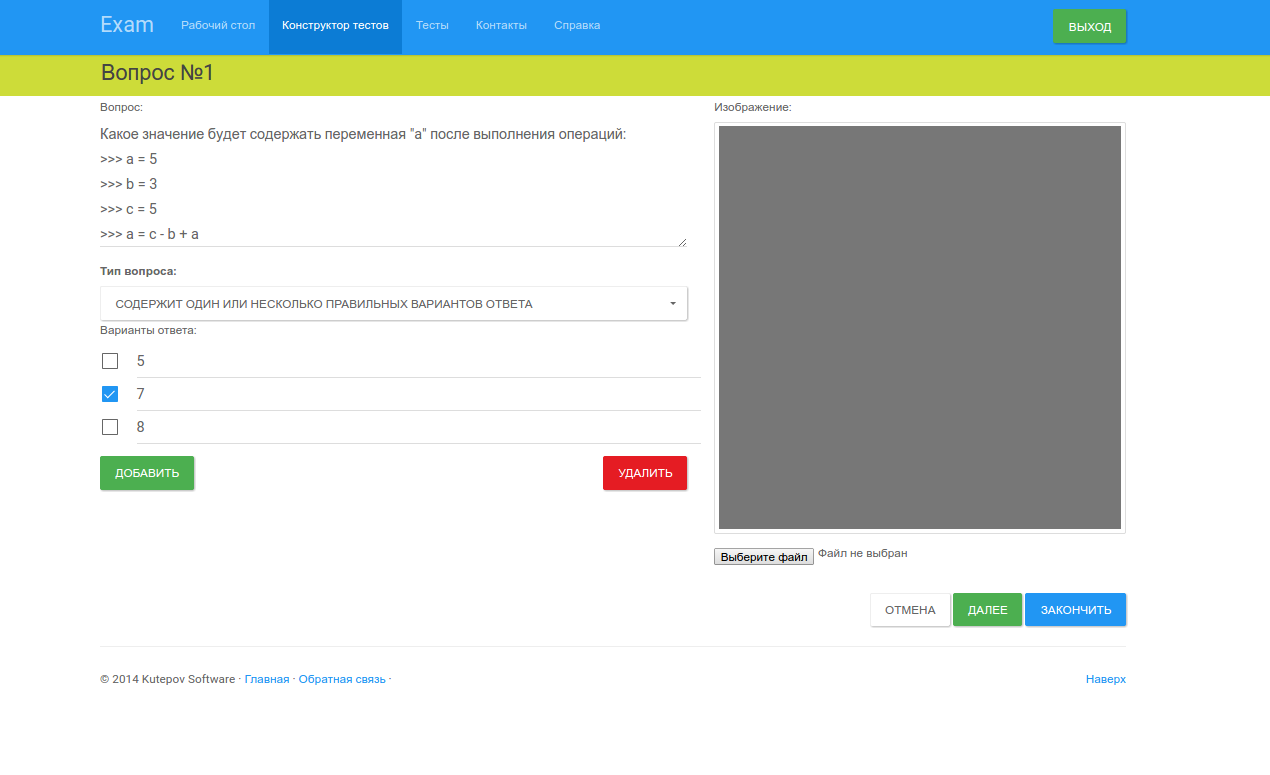 Exam Рабочий стол Конструктор тестов Тесты Контакты Справка ВЫХОД
Вопрос №1
Вопрос:
Какое значение будет содержать переменная "a" после выполнения операций:
>>> a = 5
>>> b = 3
>>> c = 5
>>> a = c - b + a
Тип вопроса:
СОДЕРЖИТ ОДИН ИЛИ НЕСКОЛЬКО ПРАВИЛЬНЫХ ВАРИАНТОВ ОТВЕТА
Варианты ответа:
5
7
8
ДОБАВИТЬ УДАЛИТЬ
Изображение:
Выберите файл Файл не выбран
ОТМЕНА ДАЛЕЕ ЗАКОНЧИТЬ
© 2014 Kutepov Software · Главная · Обратная связь · Наверх